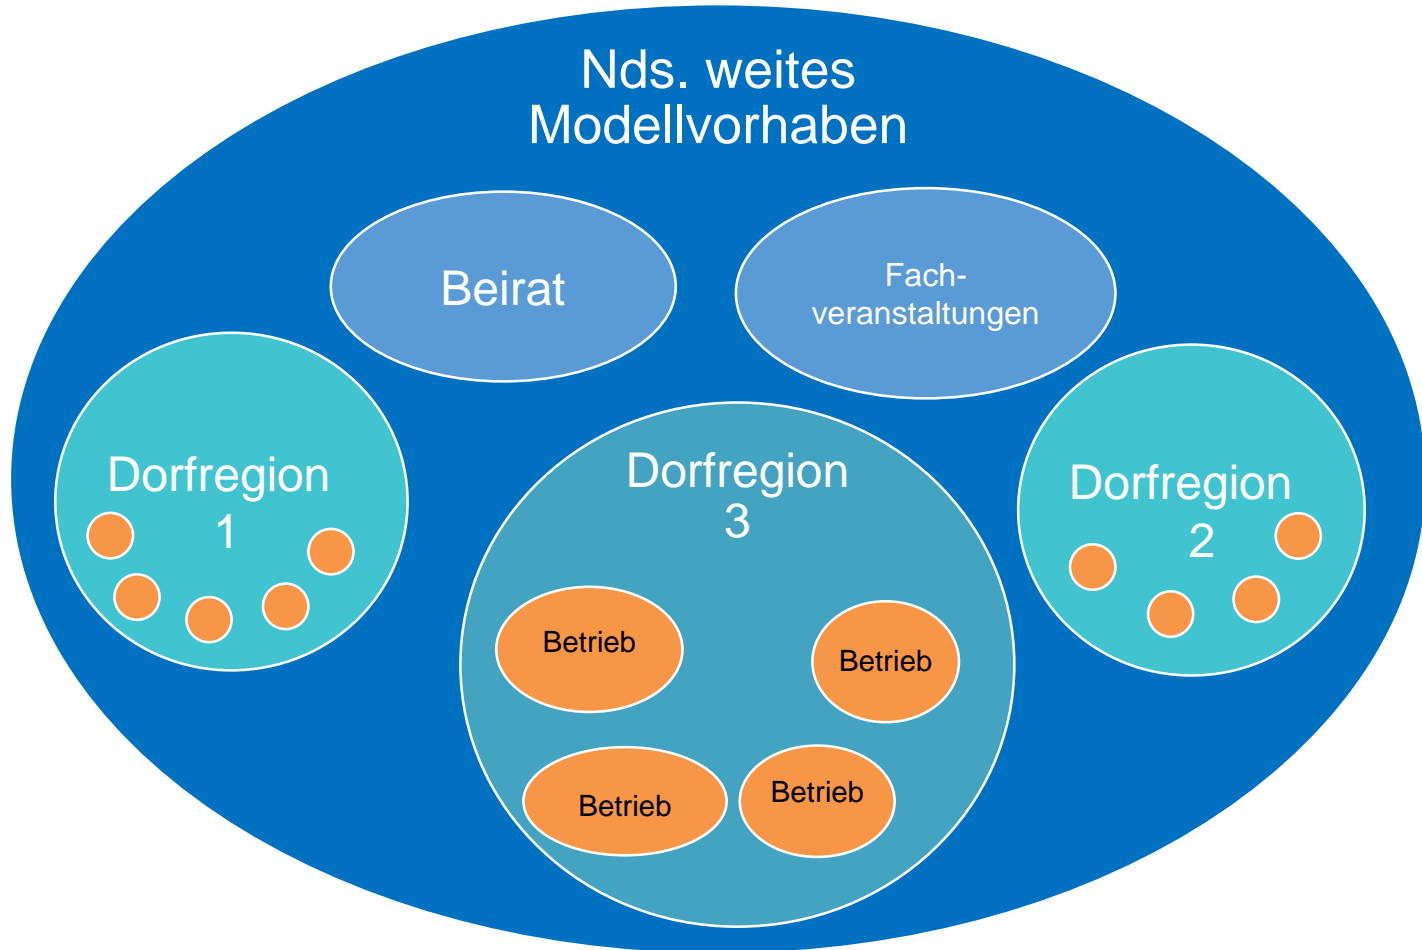 Nds. weites
Modellvorhaben
Beirat
Fach-
veranstaltungen
Dorfregion
1
Dorfregion
3
Dorfregion
2
Betrieb
Betrieb
Betrieb
Betrieb